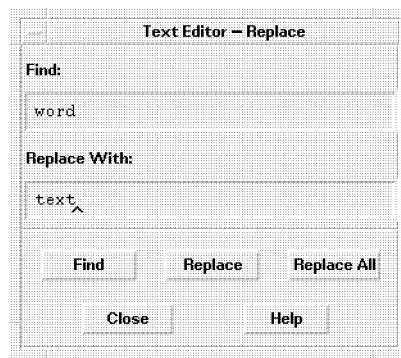 Text Editor – Replace
Find:
word
Replace With:
text
Find Replace Replace All
Close Help